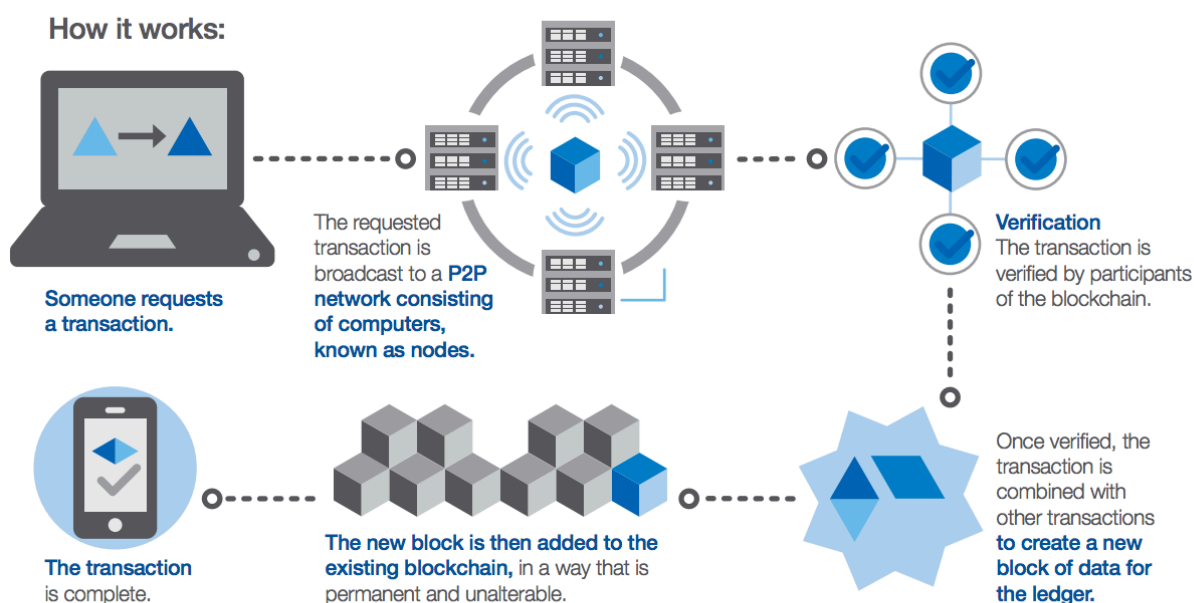 How it works:
Someone requests
a transaction.
The requested
transaction is
broadcast to a P2P
network consisting
of computers,
known as nodes.
Verification
The transaction is
verified by participants
of the blockchain.
Once verified, the
transaction is
combined with
other transactions
to create a new
block of data for
the ledger.
The new block is then added to the
existing blockchain, in a way that is
permanent and unalterable.
The transaction
is complete.